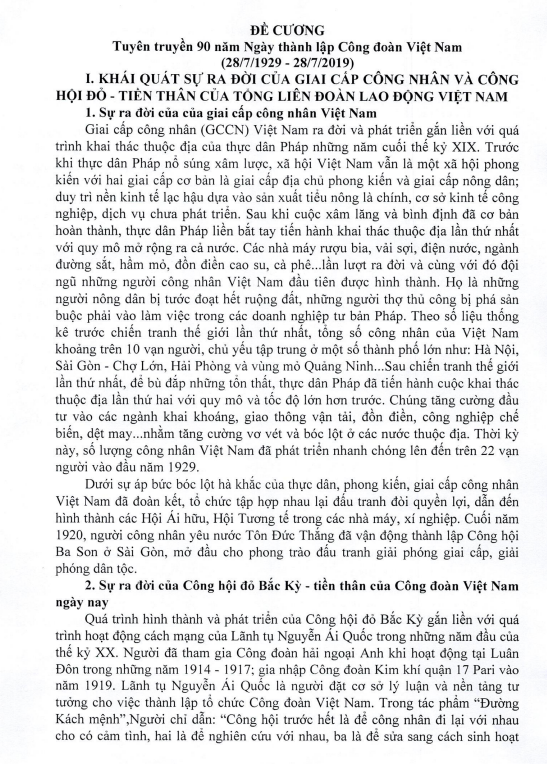 ĐỀ CƯƠNG
Tuyên truyền 90 năm Ngày thành lập Công đoàn Việt Nam
(28/7/1929 - 28/7/2019)
I. KHÁI QUÁT SỰ RA ĐỜI CỦA GIAI CẤP CÔNG NHÂN VÀ CÔNG
HỘI ĐỎ - TIỀN THÂN CỦA TỔNG LIÊN ĐOÀN LAO ĐỘNG VIỆT NAM
1. Sự ra đời của của giai cấp công nhân Việt Nam
Giai cấp công nhân (GCCN) Việt Nam ra đời và phát triển gắn liền với quá
trình khai thác thuộc địa của thực dân Pháp những năm cuối thế kỷ XIX. Trước
khi thực dân Pháp nổ súng xâm lược, xã hội Việt Nam vẫn là một xã hội phong
kiến với hai giai cấp cơ bản là giai cấp địa chủ phong kiến và giai cấp nông dân;
duy trì nền kinh tế lạc hậu dựa vào sản xuất tiểu nông là chính, cơ sở kinh tế công
nghiệp, dịch vụ chưa phát triển. Sau khi cuộc xâm lăng và bình định đã cơ bản
hoàn thành, thực dân Pháp liền bắt tay tiến hành khai thác thuộc địa lần thứ nhất
với quy mô mở rộng ra cả nước. Các nhà máy rượu bia, vải sợi, điện nước, ngành
đường sắt, hầm mỏ, đồn điền cao su, cà phê...lần lượt ra đời và cùng với đó đội
ngũ những người công nhân Việt Nam đầu tiên được hình thành. Họ là những
người nông dân bị tước đoạt hết ruộng đất, những người thợ thủ công bị phá sản
buộc phải vào làm việc trong các doanh nghiệp tư bản Pháp. Theo số liệu thống
kê trước chiến tranh thế giới lần thứ nhất, tổng số công nhân của Việt Nam
khoảng trên 10 vạn người, chủ yếu tập trung ở một số thành phố lớn như: Hà Nội,
Sài Gòn - Chợ Lớn, Hải Phòng và vùng mỏ Quảng Ninh...Sau chiến tranh thế giới
lần thứ nhất, để bù đắp những tổn thất, thực dân Pháp đã tiến hành cuộc khai thác
thuộc địa lần thứ hai với quy mô và tốc độ lớn hơn trước. Chúng tăng cường đầu
tư vào các ngành khai khoáng, giao thông vận tải, đồn điền, công nghiệp chế
biến, dệt may...nhằm tăng cường vơ vét và bóc lột ở các nước thuộc địa. Thời kỳ
này, số lượng công nhân Việt Nam đã phát triển nhanh chóng lên đến trên 22 vạn
người vào đầu năm 1929.
Dưới sự áp bức bóc lột hà khắc của thực dân, phong kiến, giai cấp công nhân
Việt Nam đã đoàn kết, tổ chức tập hợp nhau lại đấu tranh đòi quyền lợi, dẫn đến
hình thành các Hội Ái hữu, Hội Tương tế trong các nhà máy, xí nghiệp. Cuối năm
1920, người công nhân yêu nước Tôn Đức Thắng đã vận động thành lập Công hội
Ba Son ở Sài Gòn, mở đầu cho phong trào đấu tranh giải phóng giai cấp, giải
phóng dân tộc.
2. Sự ra đời của Công hội đỏ Bắc Kỳ - tiền thân của Công đoàn Việt Nam
ngày nay
Quá trình hình thành và phát triển của Công hội đỏ Bắc Kỳ gắn liền với quá
trình hoạt động cách mạng của Lãnh tụ Nguyễn Ái Quốc trong những năm đầu của
thế kỷ XX. Người đã tham gia Công đoàn hải ngoại Anh khi hoạt động tại Luân
Đôn trong những năm 1914 - 1917; gia nhập Công đoàn Kim khí quận 17 Pari vào
năm 1919. Lãnh tụ Nguyễn Ái Quốc là người đặt cơ sở lý luận và nền tảng tư
tưởng cho việc thành lập tổ chức Công đoàn Việt Nam. Trong tác phẩm “Đường
Kách mệnh”,Người chỉ dẫn: “Công hội trước hết là để công nhân đi lại với nhau
cho có cảm tình, hai là để nghiên cứu với nhau, ba là để sửa sang cách sinh hoạt